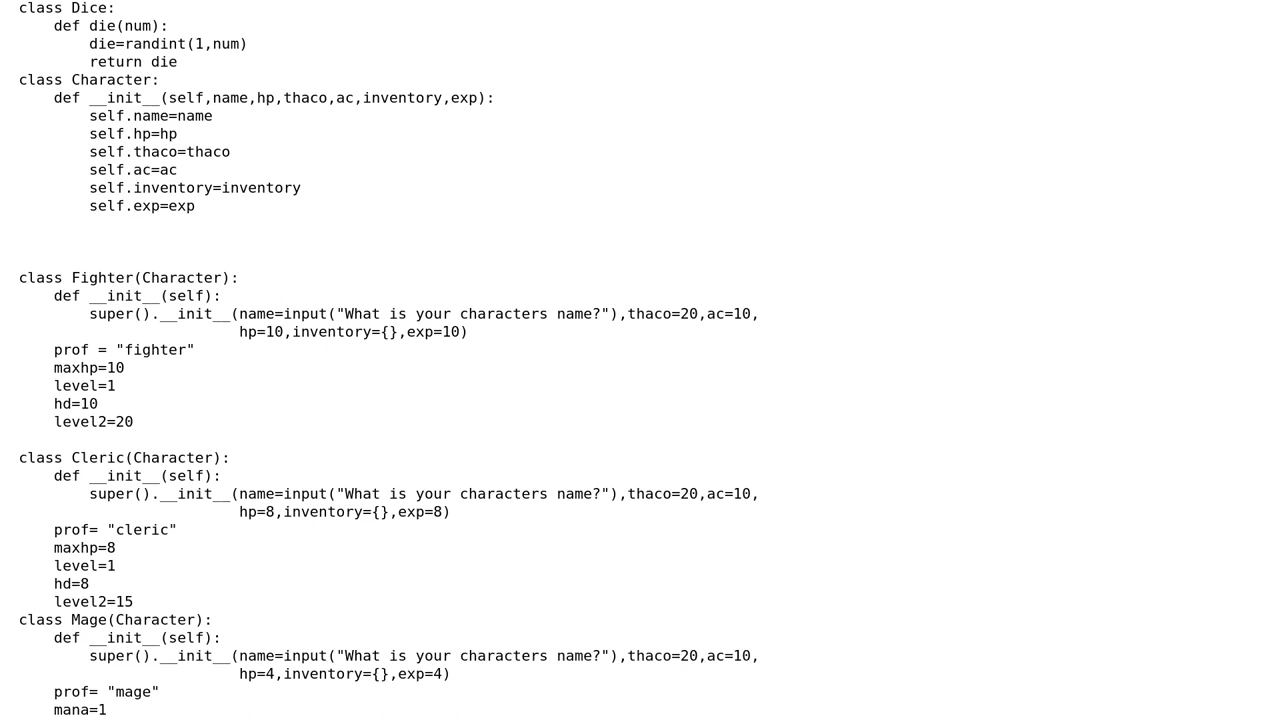 class Dice:
    def die(num):
        die=randint(1,num)
        return die
class Character:
    def __init__(self,name,hp,thaco,ac,inventory,exp):
        self.name=name
        self.hp=hp
        self.thaco=thaco
        self.ac=ac
        self.inventory=inventory
        self.exp=exp
class Fighter(Character):
    def __init__(self):
        super().__init__(name=input("What is your characters name?"),thaco=20,ac=10,
                         hp=10,inventory={},exp=10)
    prof = "fighter"
    maxhp=10
    level=1
    hd=10
    level2=20
class Cleric(Character):
    def __init__(self):
        super().__init__(name=input("What is your characters name?"),thaco=20,ac=10,
                         hp=8,inventory={},exp=8)
    prof= "cleric"
    maxhp=8
    level=1
    hd=8
    level2=15
class Mage(Character):
    def __init__(self):
        super().__init__(name=input("What is your characters name?"),thaco=20,ac=10,
                         hp=4,inventory={},exp=4)
    prof= "mage"
    mana=1